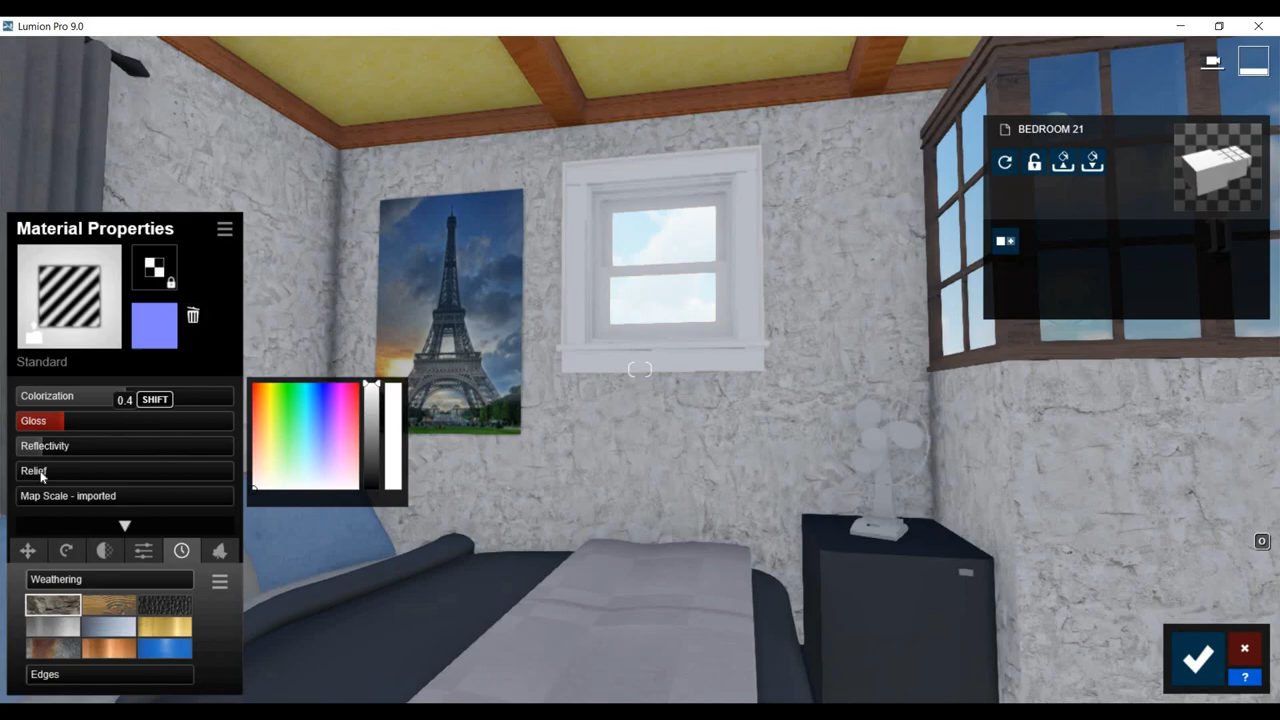 Lumion Pro 9.0
BEDROOM 21
Material Properties
Standard
Colorization
0.4 SHIFT
Gloss
Reflectivity
Relief
Map Scale - imported
Weathering
Edges
O
?